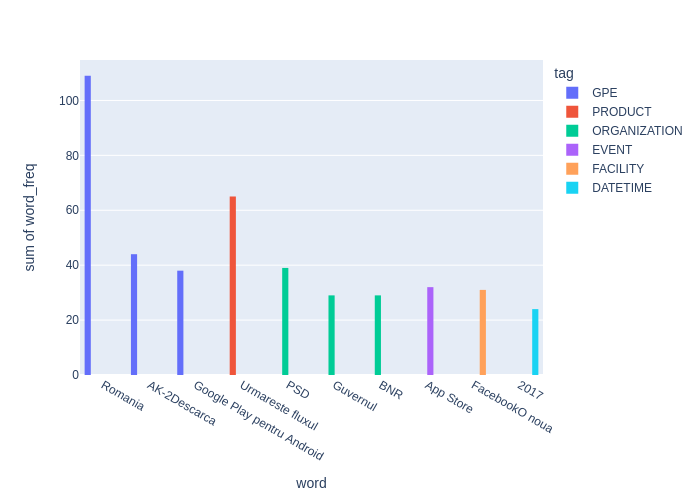 tag
GPE
PRODUCT
ORGANIZATION
EVENT
FACILITY
DATETIME
sum of word_freq
100
80
60
40
20
0
Romania
AK-2Descarca
Google Play pentru Android
Urmareste fluxul
PSD
Guvernul
BNR
App Store
FacebookO noua
2017
word